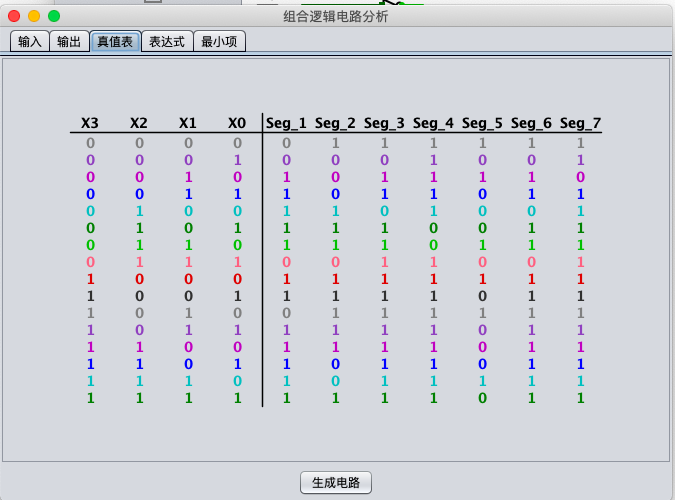 组合逻辑电路分析
输入 输出 真值表 表达式 最小项
X3 X2 X1 X0 Seg_1 Seg_2 Seg_3 Seg_4 Seg_5 Seg_6 Seg_7
0 0 0 0 0 1 1 1 1 1 1
0 0 0 1 0 0 0 1 0 0 1
0 0 1 0 1 0 1 1 1 1 0
0 0 1 1 1 0 1 1 0 1 1
0 1 0 0 1 1 0 1 0 0 1
0 1 0 1 1 1 1 0 0 1 1
0 1 1 0 1 1 1 0 1 1 1
0 1 1 1 0 0 1 1 0 0 1
1 0 0 0 1 1 1 1 1 1 1
1 0 0 1 1 1 1 1 0 1 1
1 0 1 0 0 1 1 1 1 1 1
1 0 1 1 1 1 1 1 0 1 1
1 1 0 0 1 1 1 1 0 1 1
1 1 0 1 1 0 1 1 0 1 1
1 1 1 0 1 0 1 1 1 1 1
1 1 1 1 1 1 1 1 0 1 1
生成电路